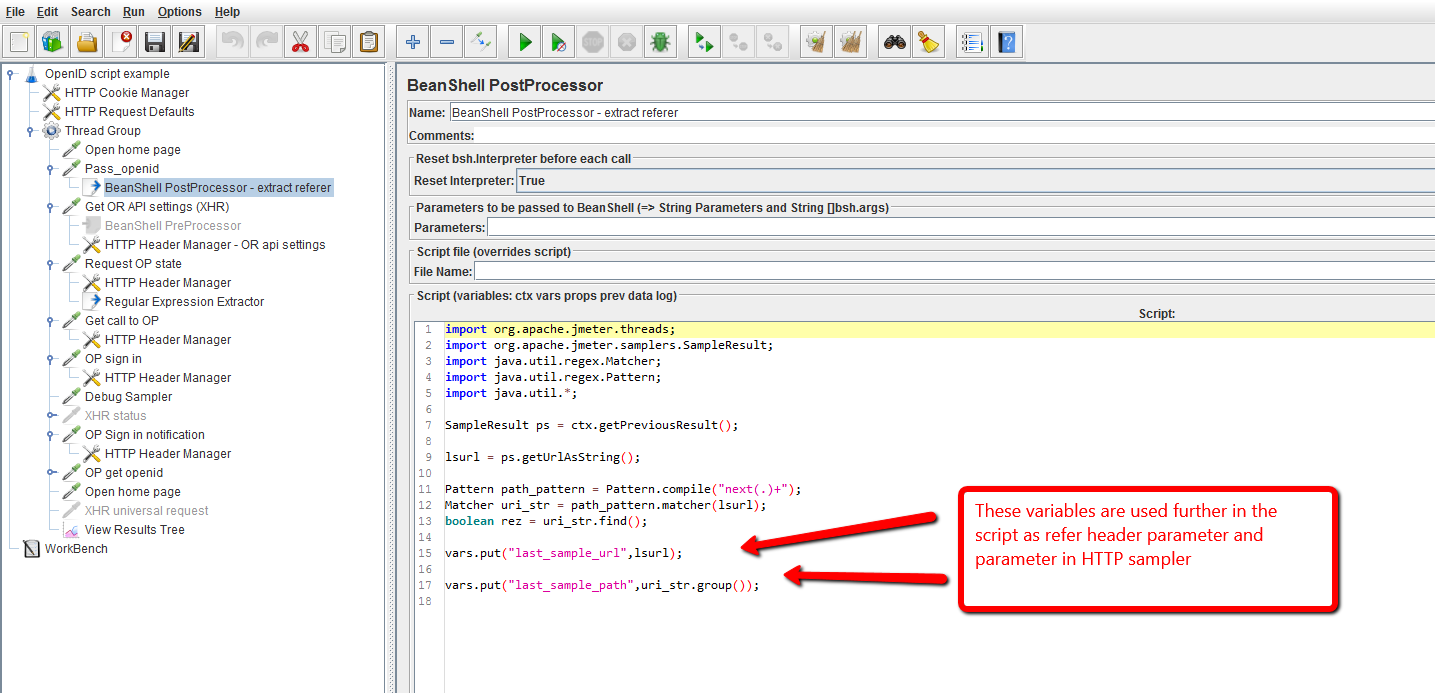 File Edit Search Run Options Help
STOP
OpenID script example
HTTP Cookie Manager
HTTP Request Defaults
Thread Group
Open home page
Pass_openid
BeanShell PostProcessor - extract referer
Get OR API settings (XHR)
BeanShell PreProcessor
HTTP Header Manager - OR api settings
Request OP state
HTTP Header Manager
Regular Expression Extractor
Get call to OP
HTTP Header Manager
OP sign in
HTTP Header Manager
Debug Sampler
XHR status
OP Sign in notification
HTTP Header Manager
OP get openid
Open home page
XHR universal request
View Results Tree
WorkBench
BeanShell PostProcessor
Name: BeanShell PostProcessor - extract referer
Comments:
Reset bsh.Interpreter before each call
Reset Interpreter: True
Parameters to be passed to BeanShell (=> String Parameters and String []bsh.args)
Parameters:
Script file (overrides script)
File Name:
Script (variables: ctx vars props prev data log)
Script:
1 import org.apache.jmeter.threads;
2 import org.apache.jmeter.samplers.SampleResult;
3 import java.util.regex.Matcher;
4 import java.util.regex.Pattern;
5 import java.util.*;
6
7 SampleResult ps = ctx.getPreviousResult();
8
9 lsurl = ps.getUrlAsString();
10
11 Pattern path_pattern = Pattern.compile("next(.)+");
12 Matcher uri_str = path_pattern.matcher(lsurl);
13 boolean rez = uri_str.find();
14
15 vars.put("last_sample_url",lsurl);
16
17 vars.put("last_sample_path",uri_str.group());
18
These variables are used further in the
script as refer header parameter and
parameter in HTTP sampler